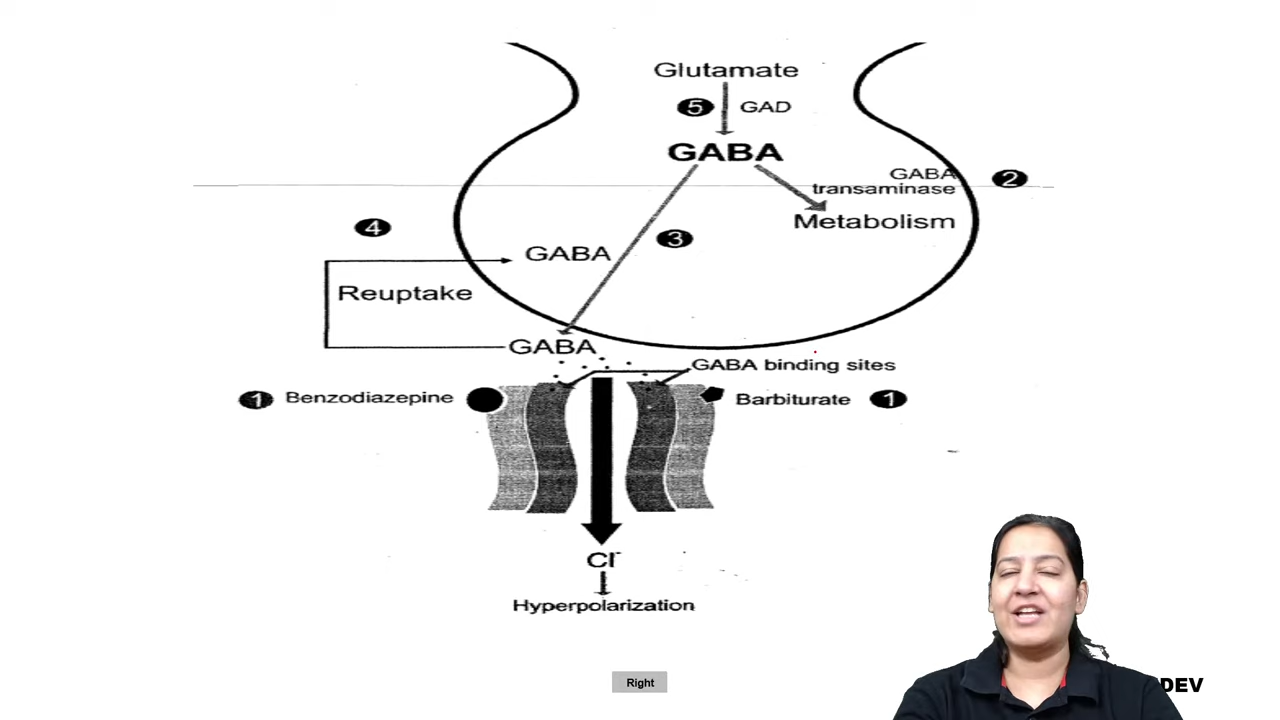 Glutamate
5 GAD
GABA
GABA
transaminase
2
Metabolism
4
3
GABA
Reuptake
GABA
GABA binding sites
1 Benzodiazepine
Barbiturate 1
Cl-
Hyperpolarization
Right
DEV